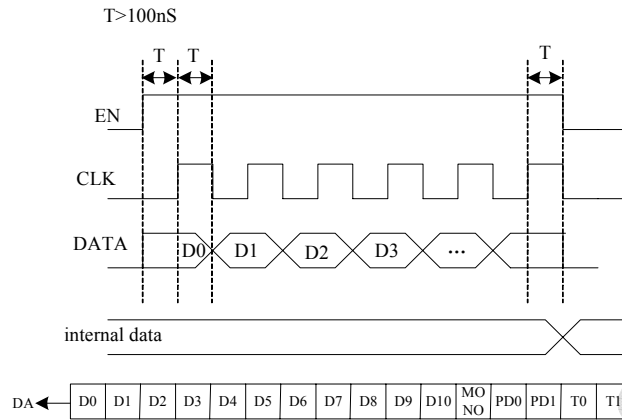 T>100nS
T T T
EN
CLK
DATA D0 D1 D2 D3 ...
internal data
DA D0 D1 D2 D3 D4 D5 D6 D7 D8 D9 D10 MO NO PD0 PD1 T0 T1